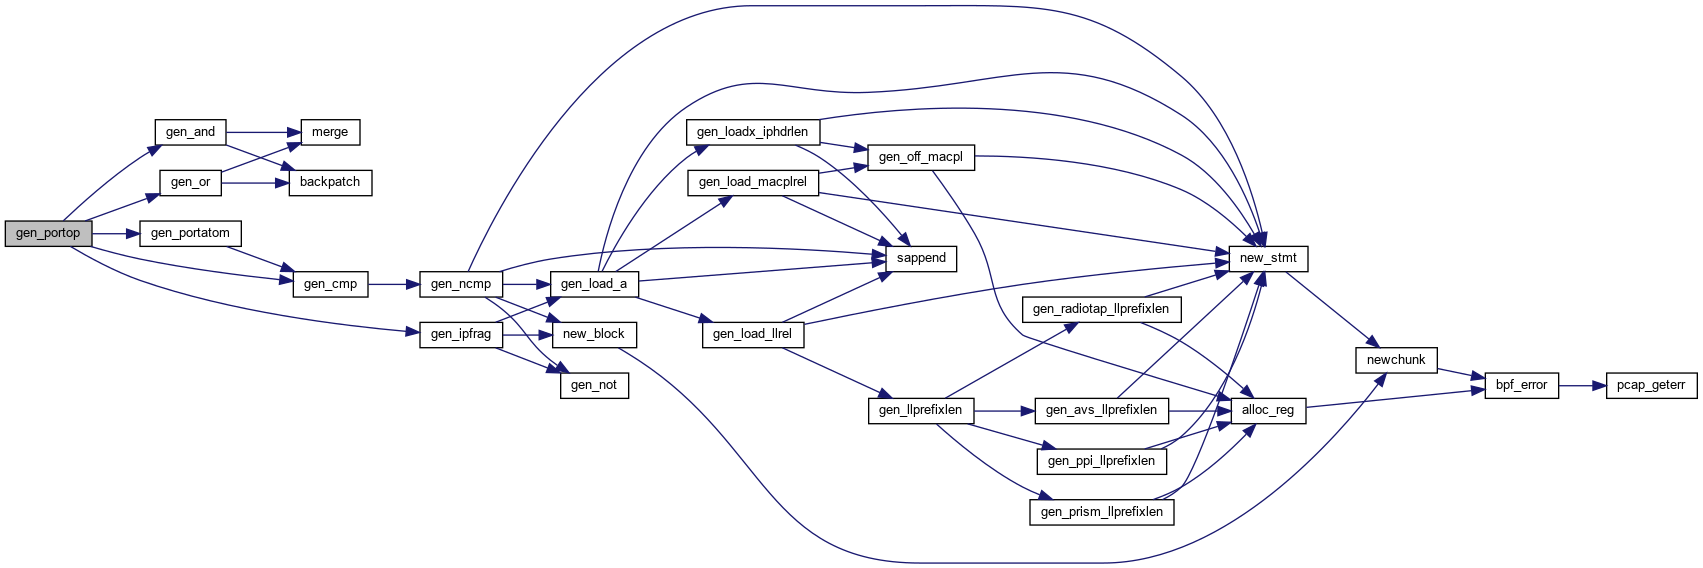 gen_portop
gen_and
gen_or
gen_portatom
gen_cmp
merge
backpatch
gen_ncmp
gen_ipfrag
gen_load_a
new_block
gen_not
gen_loadx_iphdrlen
gen_load_macplrel
gen_load_llrel
gen_off_macpl
sappend
gen_llprefixlen
gen_radiotap_llprefixlen
gen_avs_llprefixlen
gen_ppi_llprefixlen
gen_prism_llprefixlen
new_stmt
alloc_reg
newchunk
bpf_error
pcap_geterr